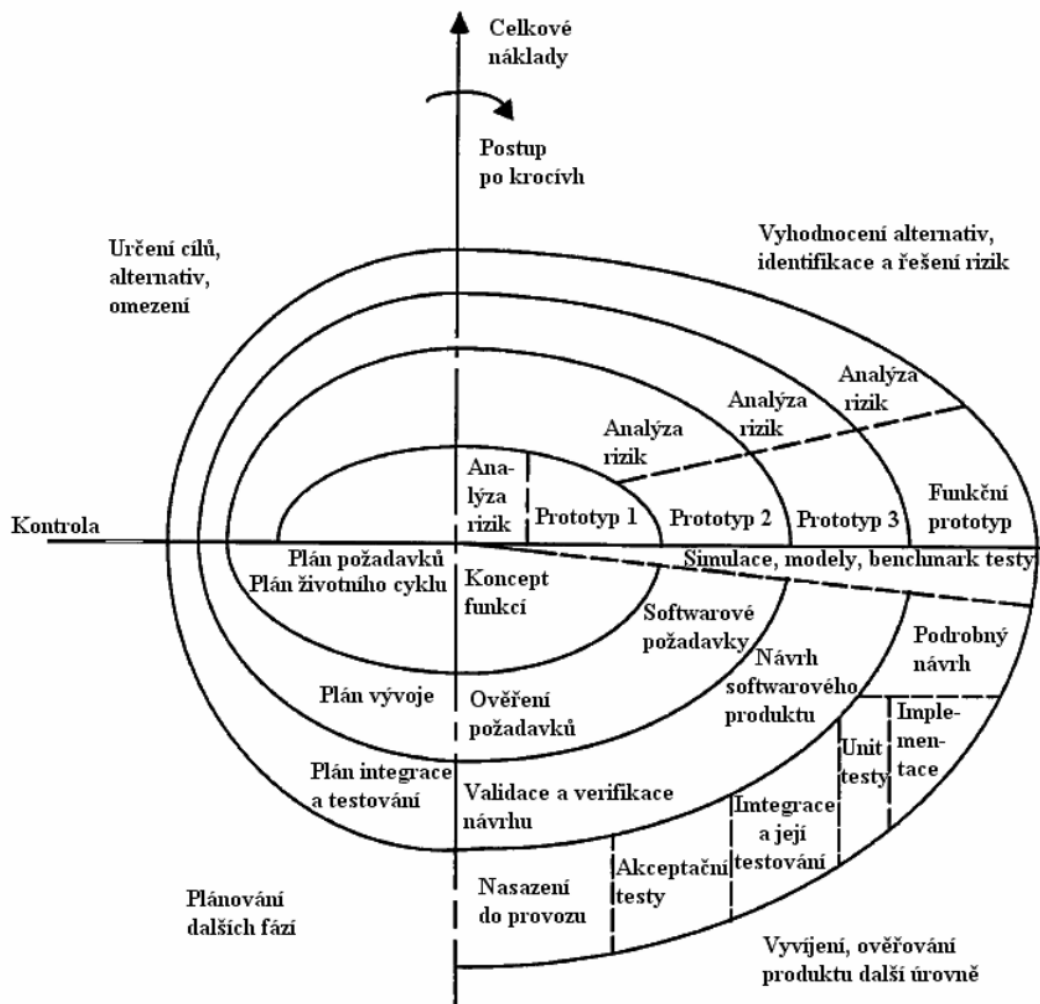 Celkové
náklady
Postup
po krocívh
Určení cílů,
alternativ,
omezení
Vyhodnocení alternativ,
identifikace a řešení rizik
Analýza
rizik
Analýza
rizik
Analýza
rizik
Ana-
lýza
rizik
Prototyp 1
Prototyp 2
Prototyp 3
Funkční
prototyp
Kontrola
Simulace, modely, benchmark testy
Plán požadavků
Plán životního cyklu
Koncept
funkcí
Softwarové
požadavky
Návrh
softwarového
produktu
Podrobný
návrh
Plán vývoje
Ověření
požadavků
Imple-
men-
tace
Unit
testy
Plán integrace
a testování
Validace a verifikace
návrhu
Imtegrace
a její
testování
Akceptační
testy
Nasazení
do provozu
Plánování
dalších fází
Vyvíjení, ověřování
produktu další úrovně